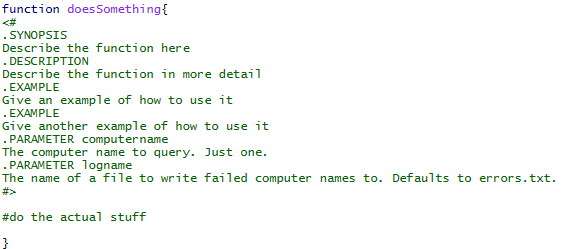 function doesSomething{
<#
.SYNOPSIS
Describe the function here
.DESCRIPTION
Describe the function in more detail
.EXAMPLE
Give an example of how to use it
.EXAMPLE
Give another example of how to use it
.PARAMETER computername
The computer name to query. Just one.
.PARAMETER logname
The name of a file to write failed computer names to. Defaults to errors.txt.
#>
#do the actual stuff
}